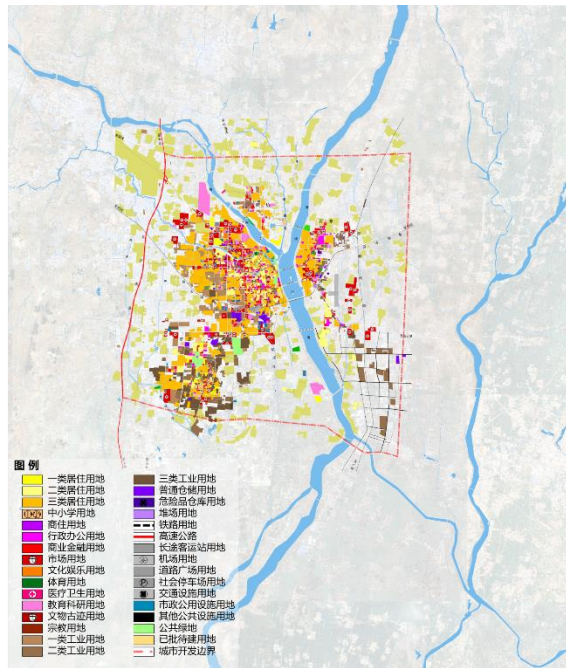 图 例
一类居住用地
二类居住用地
三类居住用地
中小学用地
商住用地
行政办公用地
商业金融用地
市场用地
文化娱乐用地
体育用地
医疗卫生用地
教育科研用地
文物古迹用地
宗教用地
一类工业用地
二类工业用地
三类工业用地
普通仓储用地
危险品仓库用地
堆场用地
铁路用地
高速公路
长途客运站用地
机场用地
道路广场用地
社会停车场用地
交通设施用地
市政公用设施用地
其他公共设施用地
公共绿地
已批待建用地
城市开发边界